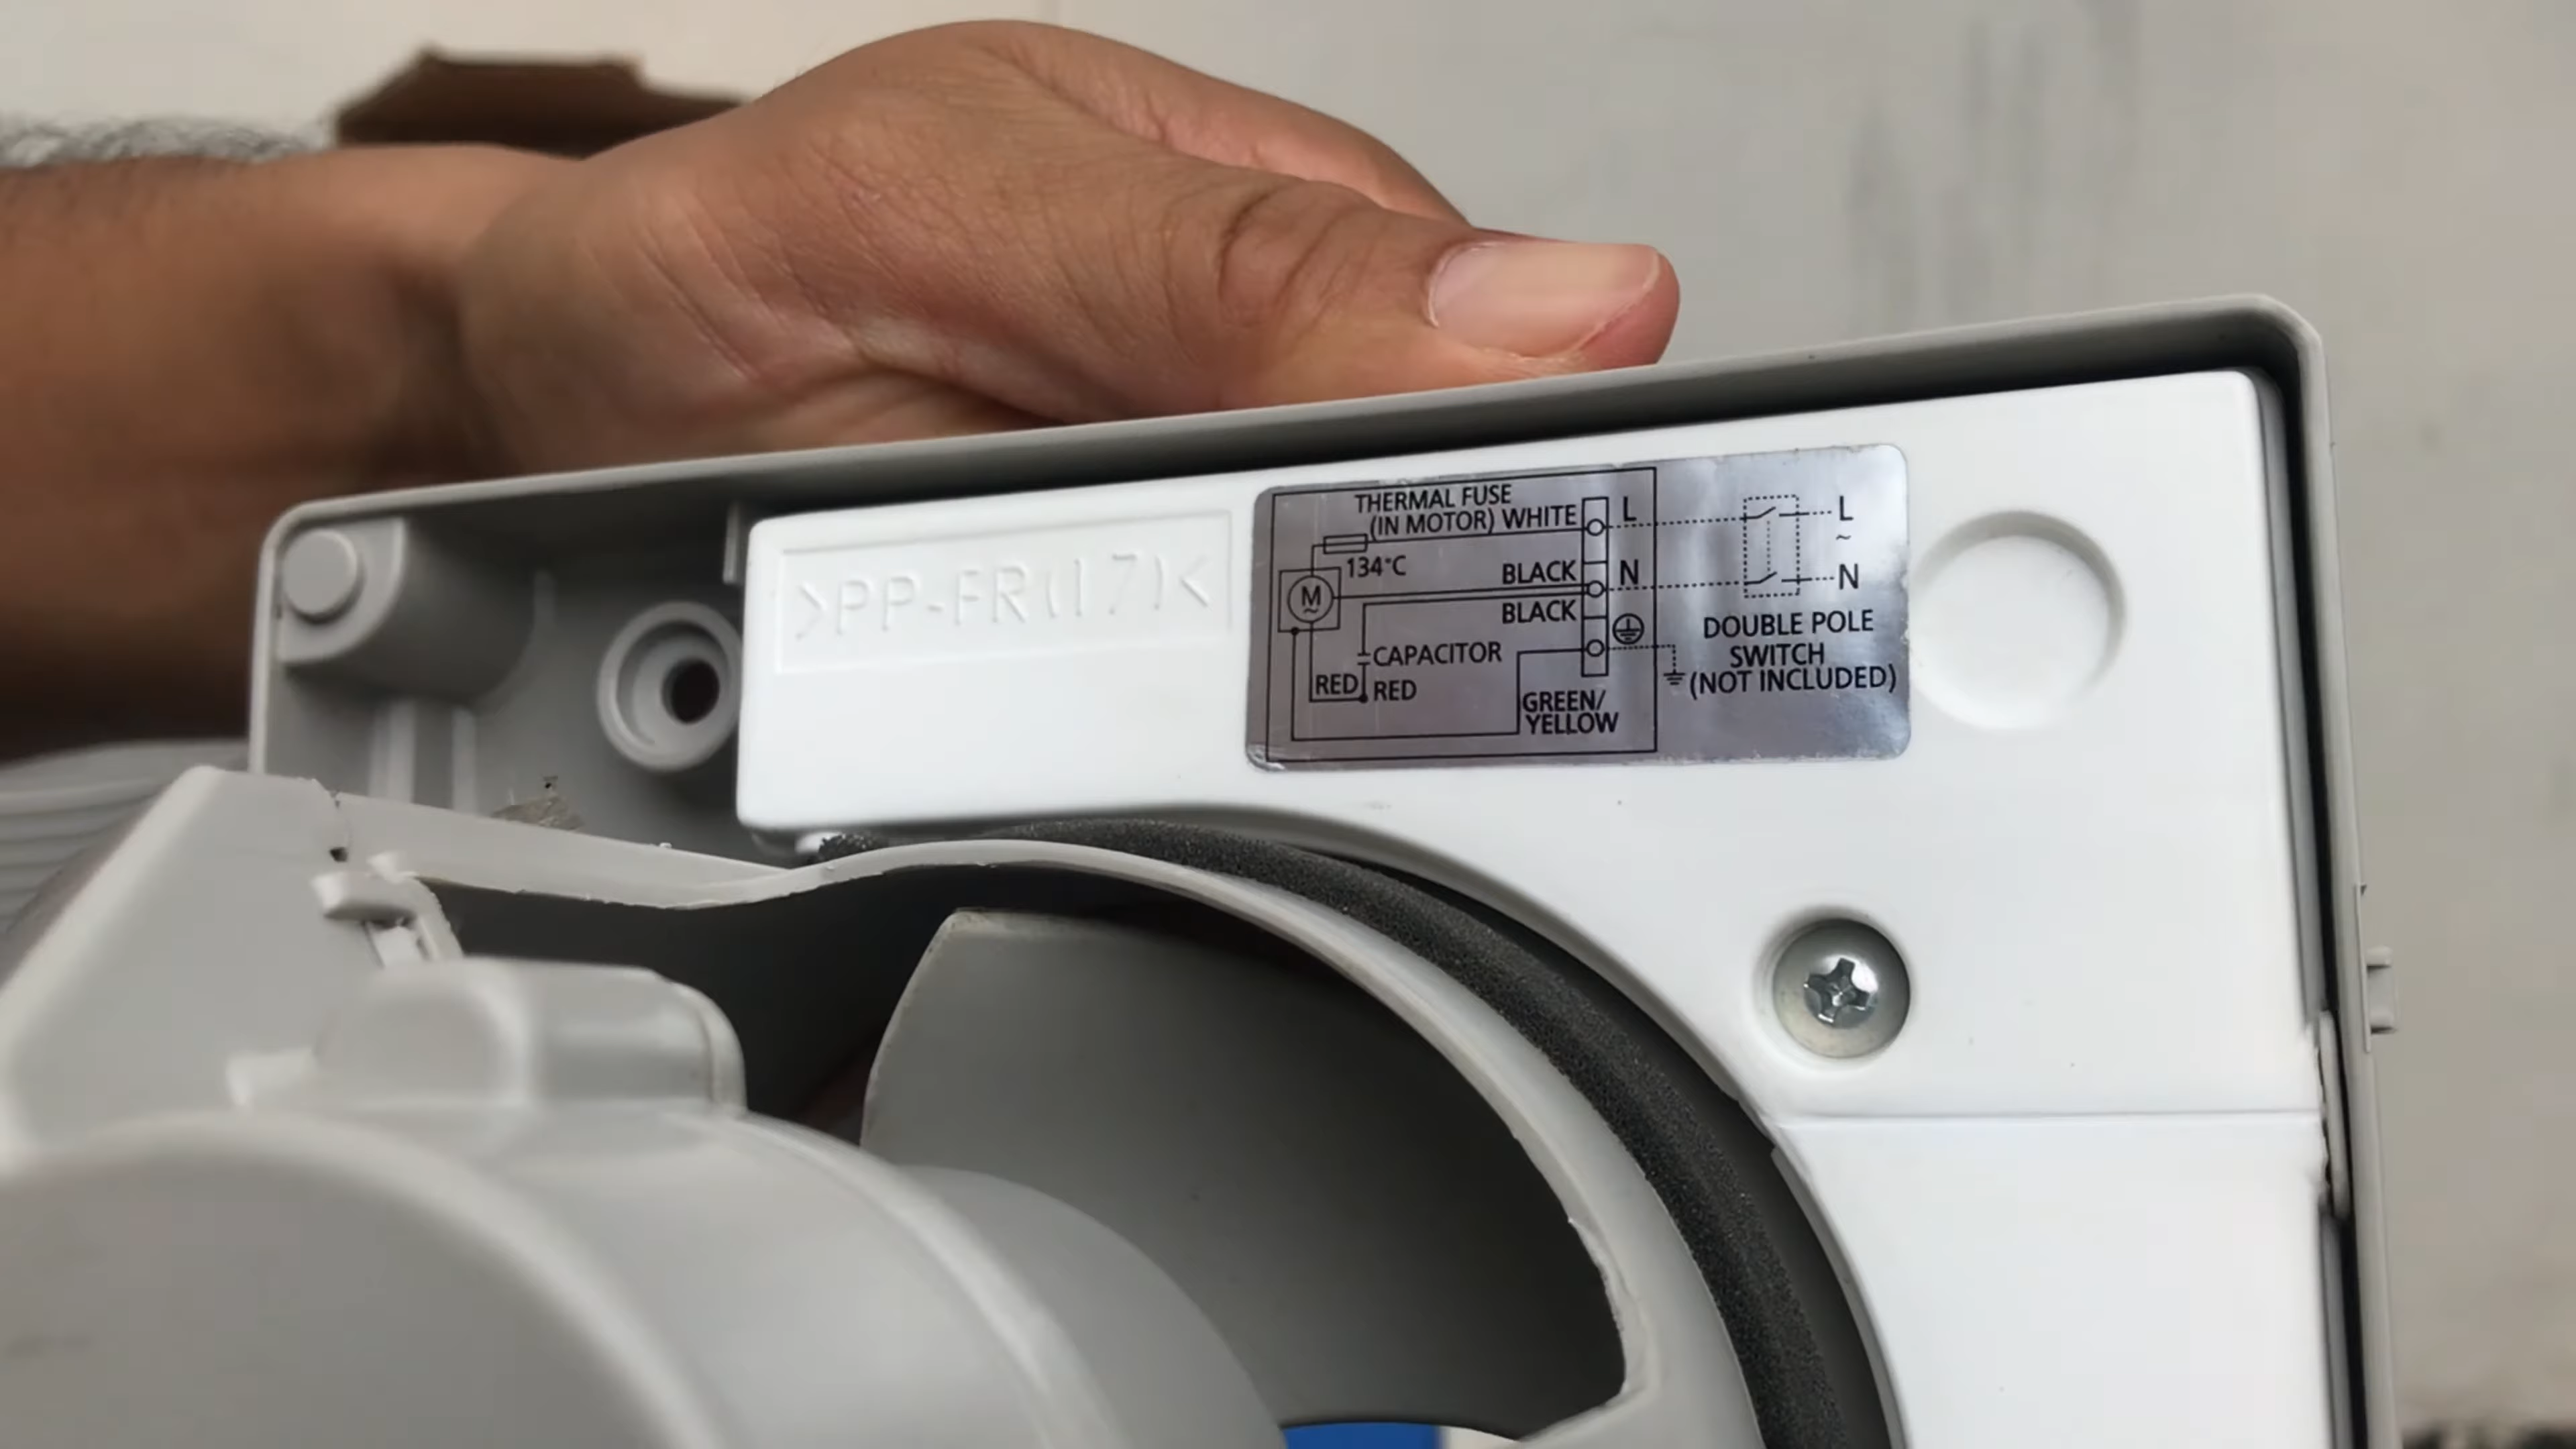 >PP-FR(17)<
THERMAL FUSE
(IN MOTOR) WHITE
L
L
~
134°C
BLACK
N
N
M
~
BLACK
DOUBLE POLE
SWITCH
(NOT INCLUDED)
CAPACITOR
RED
RED
GREEN/
YELLOW